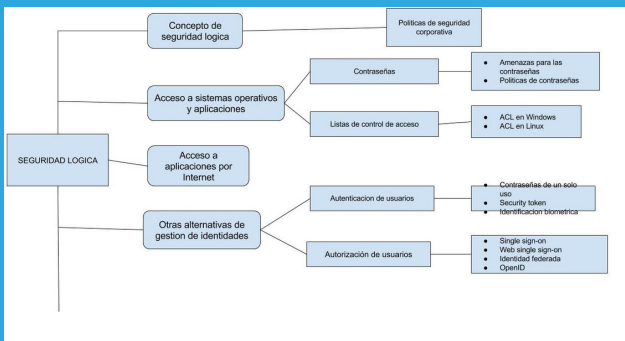 Concepto de
seguridad logica
Politicas de seguridad
corporativa
Contraseñas
● Amenazas para las
contraseñas
● Politicas de contraseñas
Acceso a sistemas operativos
y aplicaciones
Listas de control de acceso
● ACL en Windows
● ACL en Linux
SEGURIDAD LOGICA
Acceso a
aplicaciones por
Internet
Autenticacion de usuarios
● Contraseñas de un solo
uso
● Security token
● Identificacion biometrica
Otras alternativas de
gestion de identidades
Autorización de usuarios
● Single sign-on
● Web single sign-on
● Identidad federada
● OpenID